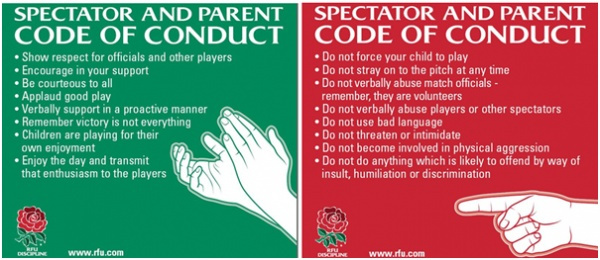 SPECTATOR AND PARENT
CODE OF CONDUCT
• Show respect for officials and other players
• Encourage in your support
• Be courteous to all
• Applaud good play
• Verbally support in a proactive manner
• Remember victory is not everything
• Children are playing for their
own enjoyment
• Enjoy the day and transmit
that enthusiasm to the players
RFU
DISCIPLINE
www.rfu.com
SPECTATOR AND PARENT
CODE OF CONDUCT
• Do not force your child to play
• Do not stray on to the pitch at any time
• Do not verbally abuse match officials -
remember, they are volunteers
• Do not verbally abuse players or other spectators
• Do not use bad language
• Do not threaten or intimidate
• Do not become involved in physical aggression
• Do not do anything which is likely to offend by way of
insult, humiliation or discrimination
RFU
DISCIPLINE
www.rfu.com